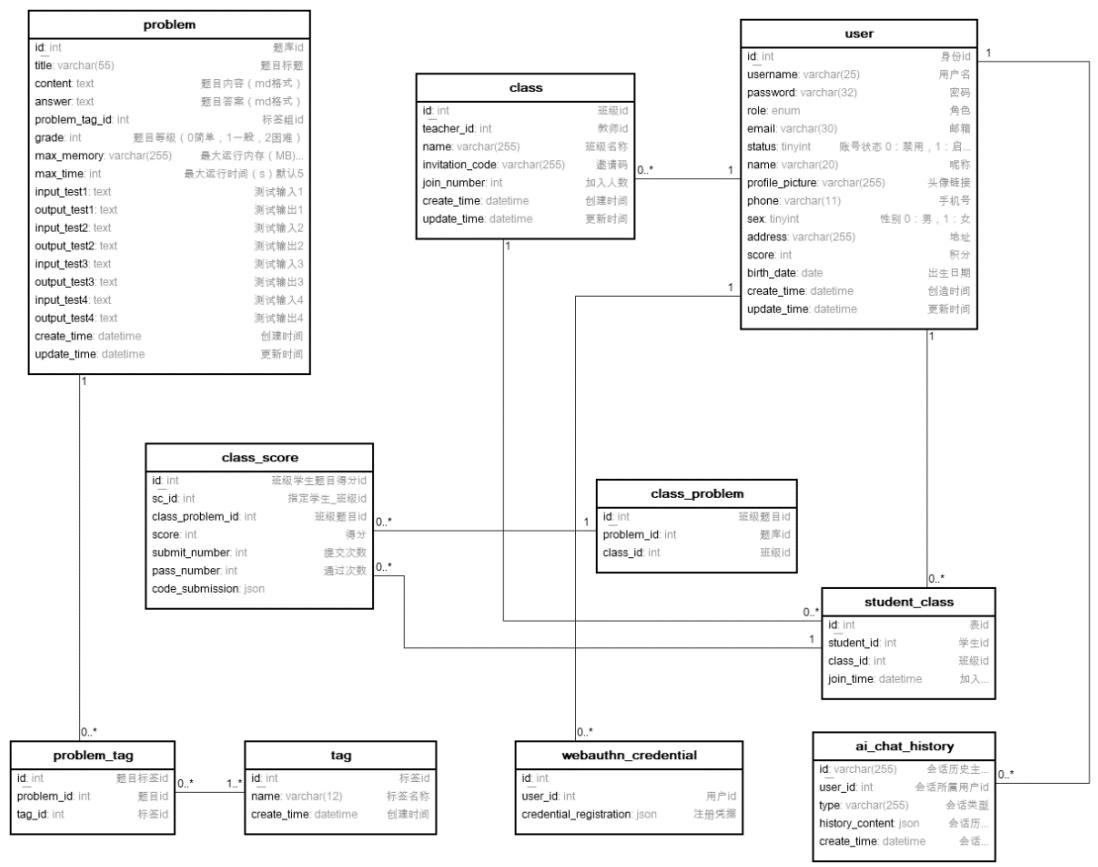 problem
id: int 题库id
title: varchar(55) 题目标题
content: text 题目内容（md格式）
answer: text 题目答案（md格式）
problem_tag_id: int 标签组id
grade: int 题目等级（0简单，1一般，2困难）
max_memory: varchar(255) 最大运行内存（MB)...
max_time: int 最大运行时间（s）默认5
input_test1: text 测试输入1
output_test1: text 测试输出1
input_test2: text 测试输入2
output_test2: text 测试输出2
input_test3: text 测试输入3
output_test3: text 测试输出3
input_test4: text 测试输入4
output_test4: text 测试输出4
create_time: datetime 创建时间
update_time: datetime 更新时间
1
0..*
class
id: int 班级id
teacher_id: int 教师id
name: varchar(255) 班级名称
invitation_code: varchar(255) 邀请码
join_number: int 加入人数
create_time: datetime 创建时间
update_time: datetime 更新时间
0..*
1
1
0..*
user
id: int 身份id
username: varchar(25) 用户名
password: varchar(32) 密码
role: enum 角色
email: varchar(30) 邮箱
status: tinyint 账号状态 0：禁用，1：启...
name: varchar(20) 昵称
profile_picture: varchar(255) 头像链接
phone: varchar(11) 手机号
sex: tinyint 性别 0：男，1：女
address: varchar(255) 地址
score: int 积分
birth_date: date 出生日期
create_time: datetime 创造时间
update_time: datetime 更新时间
1
1
1
0..*
class_score
id: int 班级学生题目得分id
sc_id: int 指定学生_班级id
class_problem_id: int 班级题目id
score: int 得分
submit_number: int 提交次数
pass_number: int 通过次数
code_submission: json
0..*
1
0..*
1
class_problem
id: int 班级题目id
problem_id: int 题库id
class_id: int 班级id
student_class
id: int 表id
student_id: int 学生id
class_id: int 班级id
join_time: datetime 加入...
problem_tag
id: int 题目标签id
problem_id: int 题目id
tag_id: int 标签id
0..*
1..*
tag
id: int 标签id
name: varchar(12) 标签名称
create_time: datetime 创建时间
0..*
webauthn_credential
id: int
user_id: int 用户id
credential_registration: json 注册凭据
ai_chat_history
id: varchar(255) 会话历史主...
user_id: int 会话所属用户id
type: varchar(255) 会话类型
history_content: json 会话历...
create_time: datetime 会话...
0..*